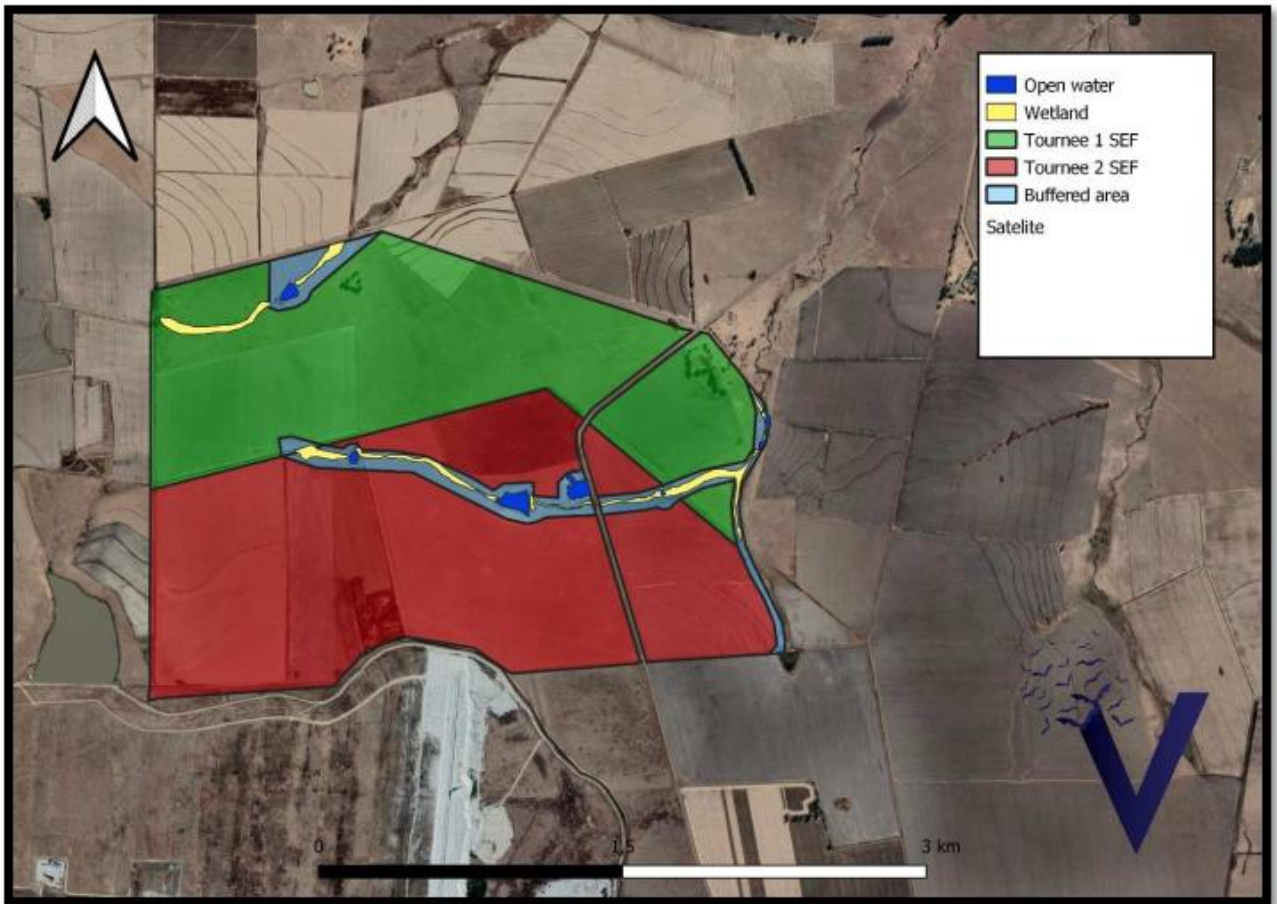 Open water
Wetland
Tournee 1 SEF
Tournee 2 SEF
Buffered area
Satelite
0 1.5 3 km